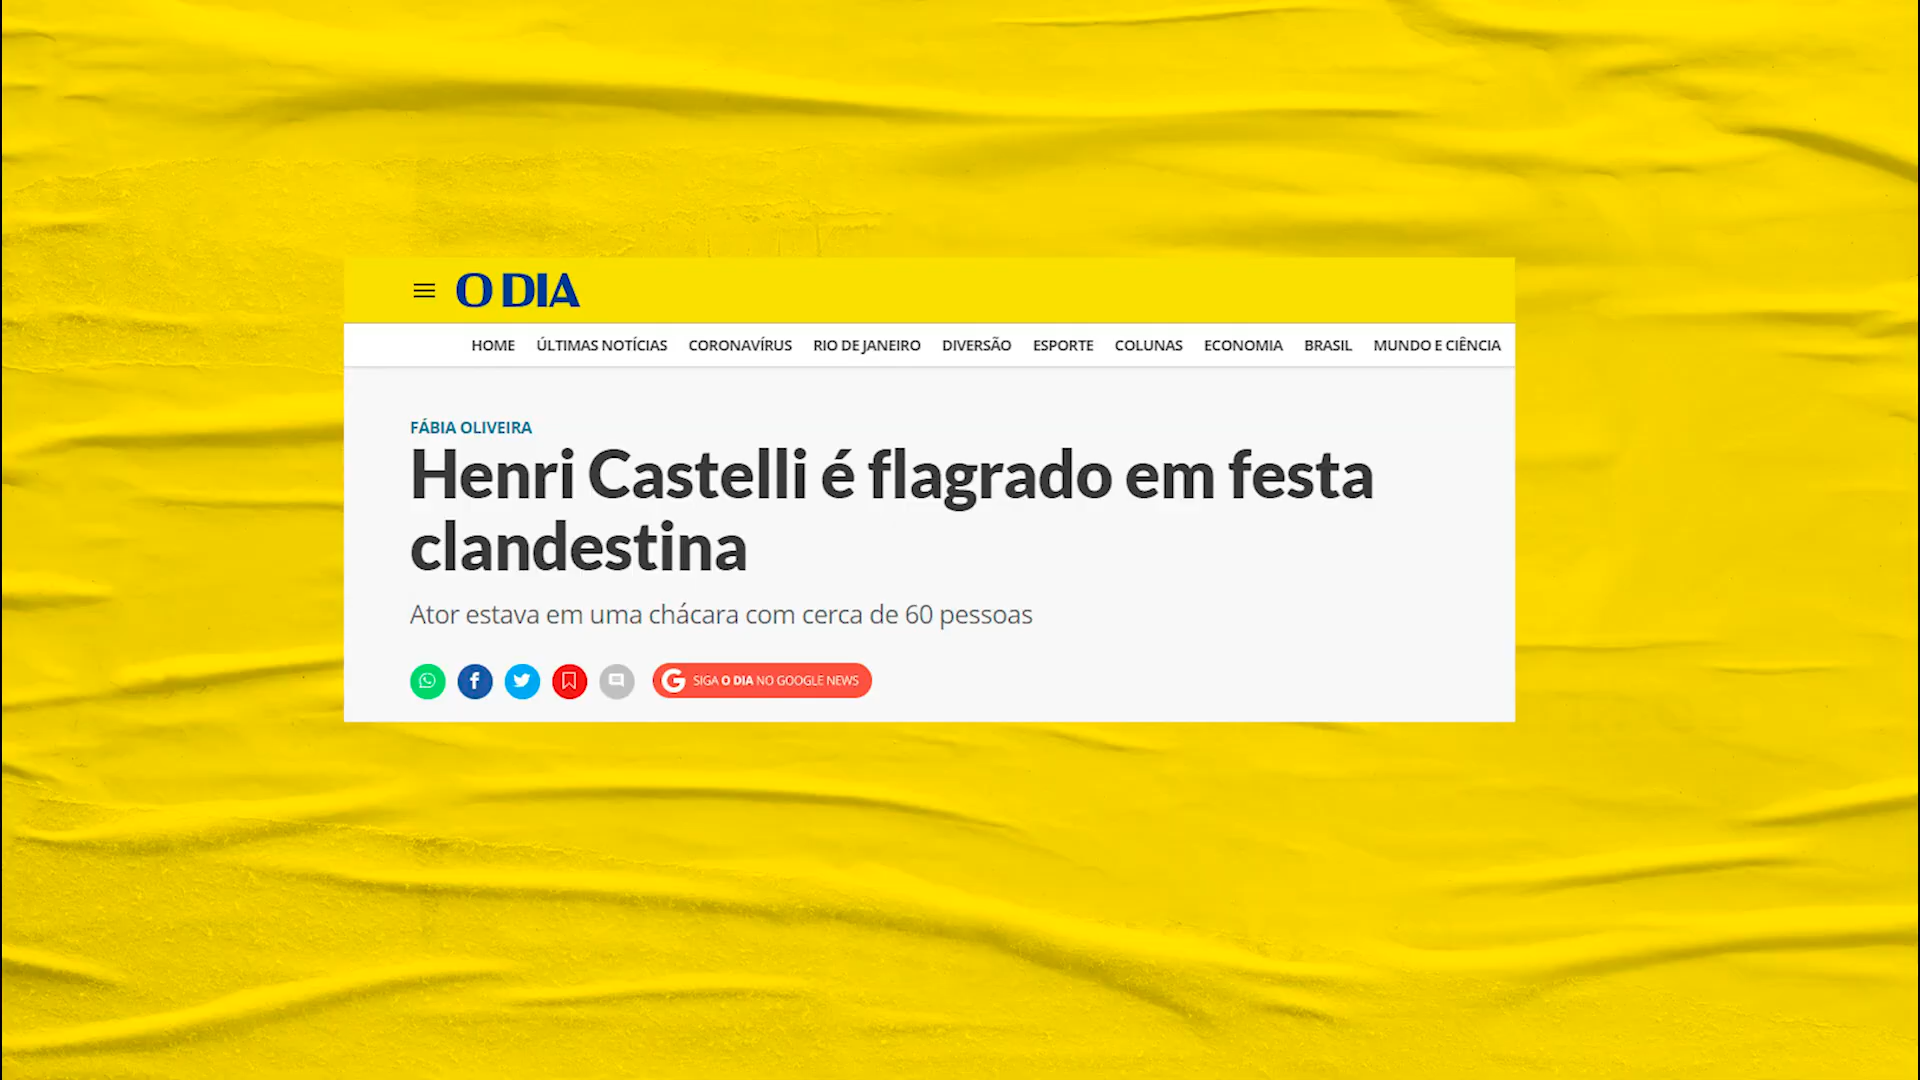 O DIA
HOME ÚLTIMAS NOTÍCIAS CORONAVÍRUS RIO DE JANEIRO DIVERSÃO ESPORTE COLUNAS ECONOMIA BRASIL MUNDO E CIÊNCIA
FÁBIA OLIVEIRA
Henri Castelli é flagrado em festa
clandestina
Ator estava em uma chácara com cerca de 60 pessoas
SIGA O DIA NO GOOGLE NEWS